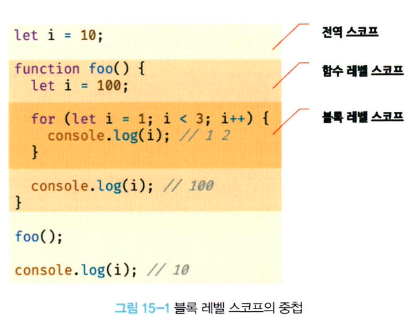 let i = 10;
전역 스코프
function foo() {
함수 레벨 스코프
let i = 100;
for (let i = 1; i < 3; i++) {
블록 레벨 스코프
console.log(i); // 1 2
}
console.log(i); // 100
}
foo();
console.log(i); // 10
그림 15-1 블록 레벨 스코프의 중첩